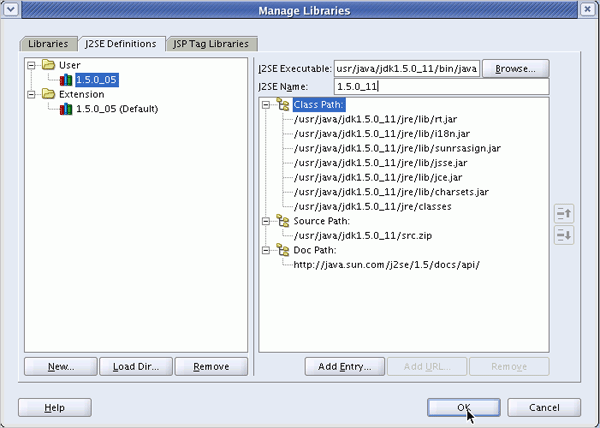 Manage Libraries
Libraries J2SE Definitions JSP Tag Libraries
User
1.5.0_05
Extension
1.5.0_05 (Default)
J2SE Executable: usr/java/jdk1.5.0_11/bin/java Browse...
J2SE Name: 1.5.0_11
Class Path:
/usr/java/jdk1.5.0_11/jre/lib/rt.jar
/usr/java/jdk1.5.0_11/jre/lib/i18n.jar
/usr/java/jdk1.5.0_11/jre/lib/sunrsasign.jar
/usr/java/jdk1.5.0_11/jre/lib/jsse.jar
/usr/java/jdk1.5.0_11/jre/lib/jce.jar
/usr/java/jdk1.5.0_11/jre/lib/charsets.jar
/usr/java/jdk1.5.0_11/jre/classes
Source Path:
/usr/java/jdk1.5.0_11/src.zip
Doc Path:
http://java.sun.com/j2se/1.5/docs/api/
New... Load Dir... Remove
Add Entry... Add URL... Remove
Help OK Cancel